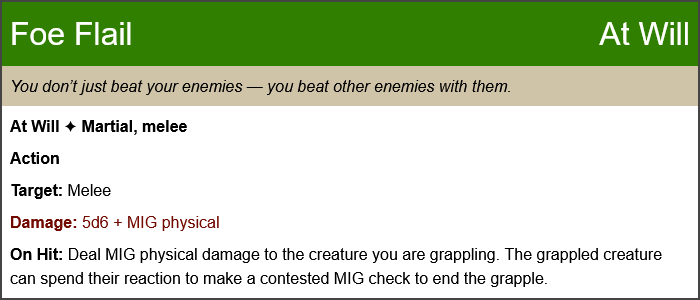 Foe Flail At Will
You don’t just beat your enemies — you beat other enemies with them.
At Will ✦ Martial, melee
Action
Target: Melee
Damage: 5d6 + MIG physical
On Hit: Deal MIG physical damage to the creature you are grappling. The grappled creature
can spend their reaction to make a contested MIG check to end the grapple.